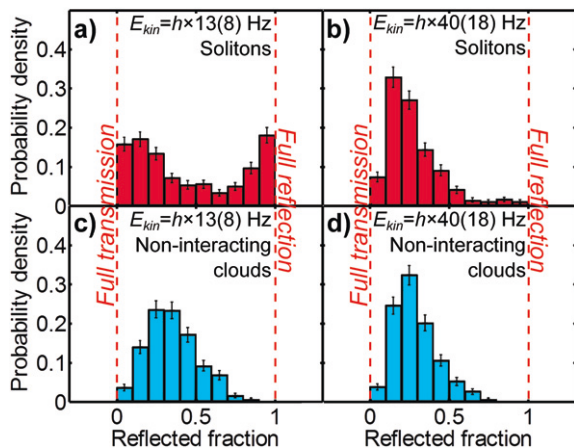 a) E_kin=h×13(8) Hz
Solitons
b) E_kin=h×40(18) Hz
Solitons
Probability density
0.4
0.3
0.2
0.1
0
Full transmission
Full reflection
Full transmission
Full reflection
c) E_kin=h×13(8) Hz
Non-interacting
clouds
d) E_kin=h×40(18) Hz
Non-interacting
clouds
Probability density
0.4
0.3
0.2
0.1
0
0 0.5 1
Reflected fraction
0 0.5 1
Reflected fraction